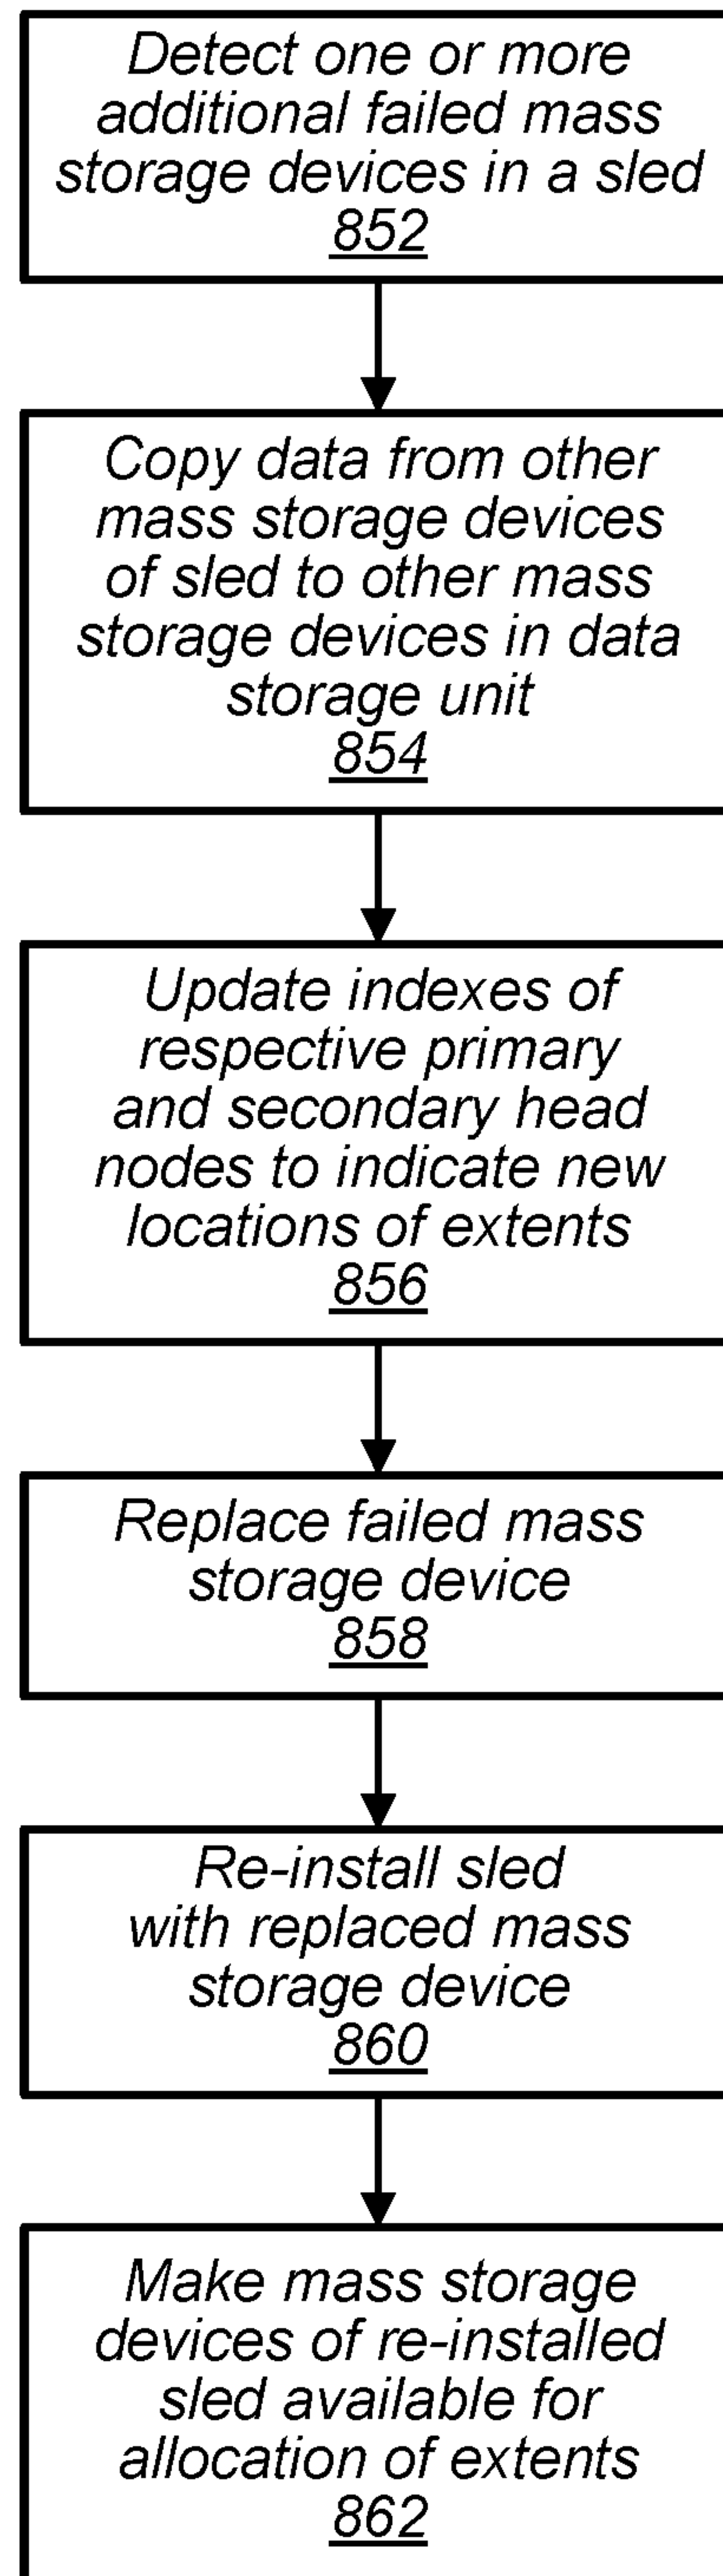 Detect one or more
additional failed mass
storage devices in a sled
852
Copy data from other
mass storage devices
of sled to other mass
storage devices in data
storage unit
854
Update indexes of
respective primary
and secondary head
nodes to indicate new
locations of extents
856
Replace failed mass
storage device
858
Re-install sled
with replaced mass
storage device
860
Make mass storage
devices of re-installed
sled available for
allocation of extents
862